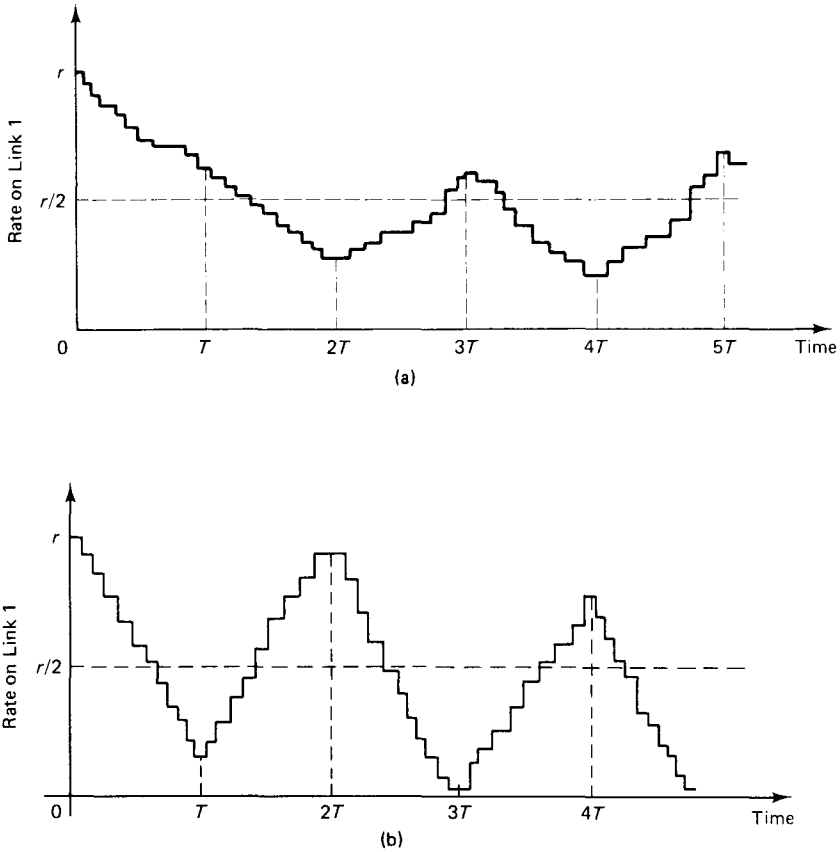 r
r/2
Rate on Link 1
0 T 2T 3T 4T 5T Time
(a)
r
r/2
Rate on Link 1
0 T 2T 3T 4T Time
(b)